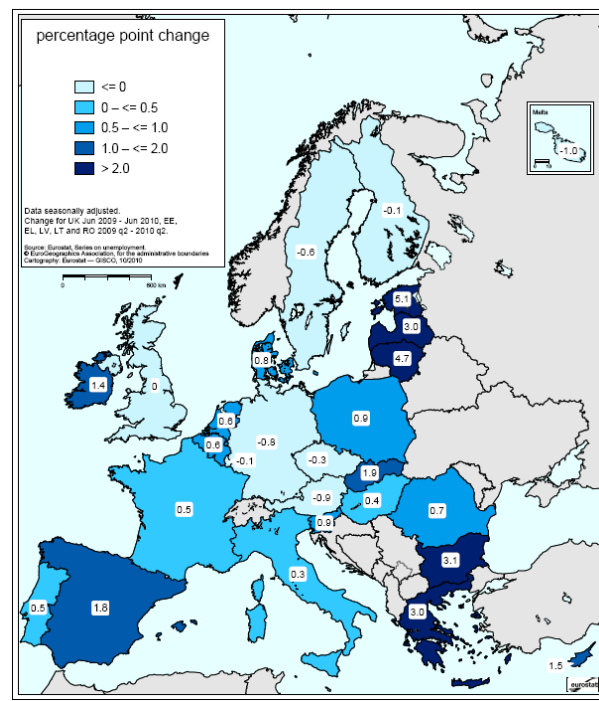 percentage point change
<= 0
0 – <= 0.5
0.5 – <= 1.0
1.0 – <= 2.0
> 2.0
Data seasonally adjusted.
Change for UK Jun 2009 - Jun 2010, EE,
EL, LV, LT and RO 2009 q2 - 2010 q2.
Source: Eurostat, Series on unemployment.
© EuroGeographics Association, for the administrative boundaries
Cartography: Eurostat — GISCO, 10/2010
0 600 km
Malta
-1.0
-0.1
-0.6
5.1
3.0
4.7
0.8
1.4
0
0.6
0.9
0.6
-0.8
-0.1
-0.3
1.9
-0.9
0.4
0.5
0.7
0.9
3.1
0.3
0.5
1.8
3.0
1.5
eurostat